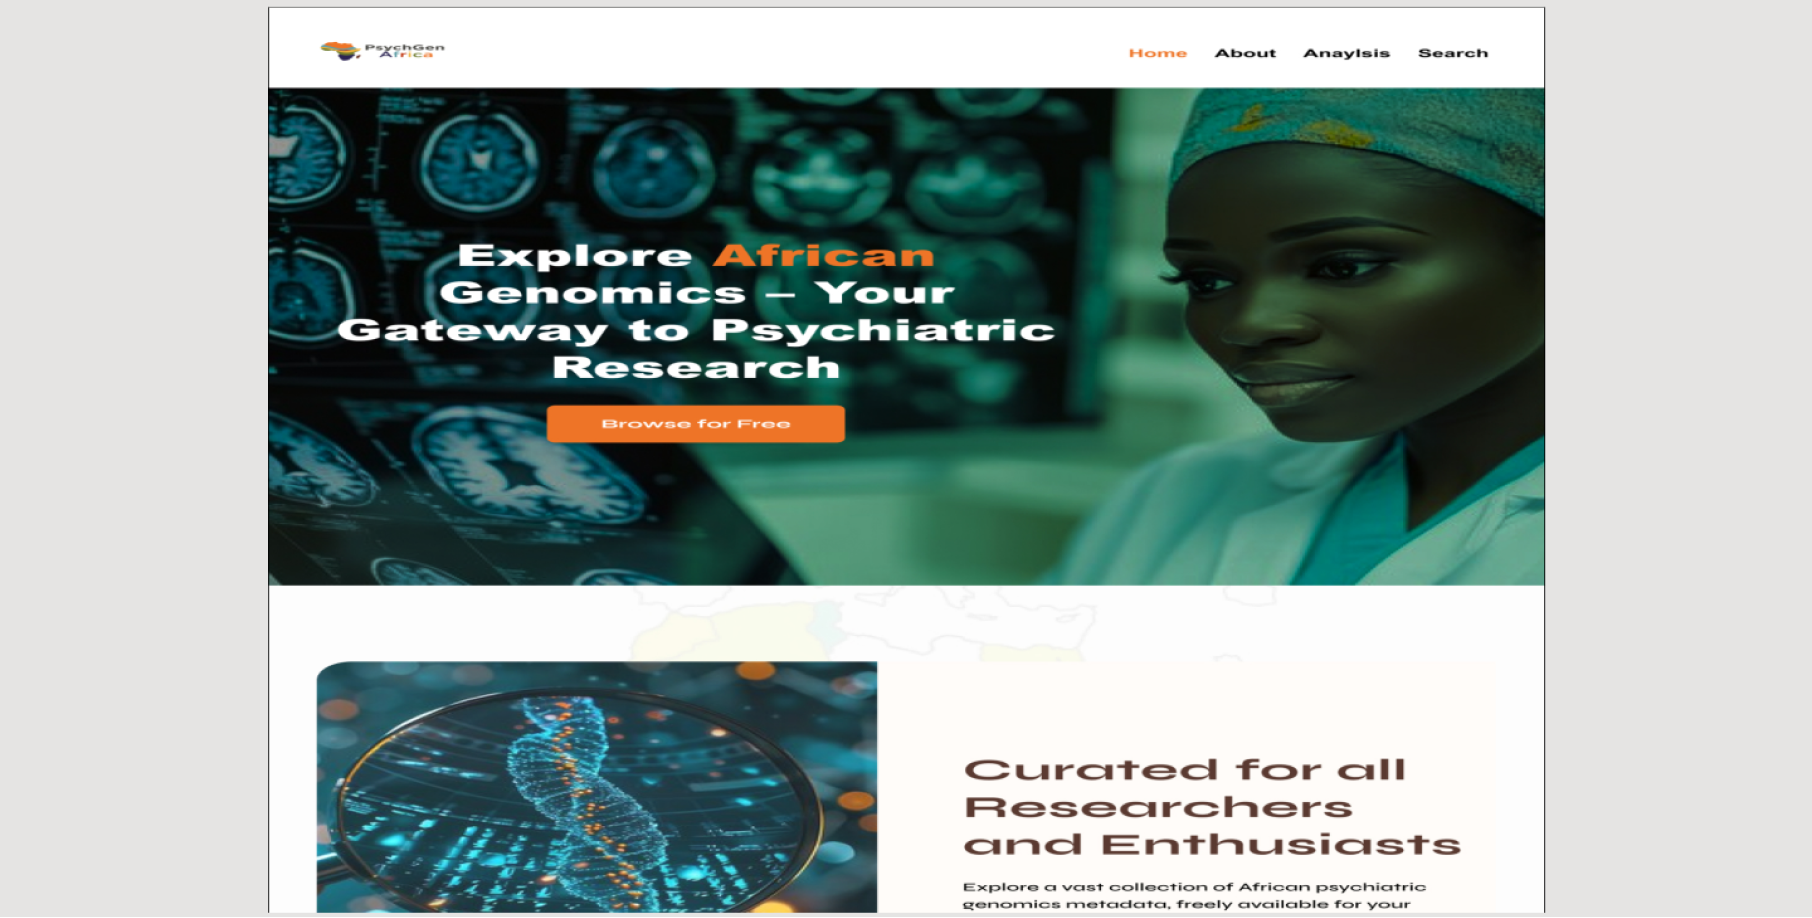 PsychGen
Africa
Home About Anaylsis Search
Explore African
Genomics – Your
Gateway to Psychiatric
Research
Browse for Free
Curated for all
Researchers
and Enthusiasts
Explore a vast collection of African psychiatric
genomics metadata, freely available for your